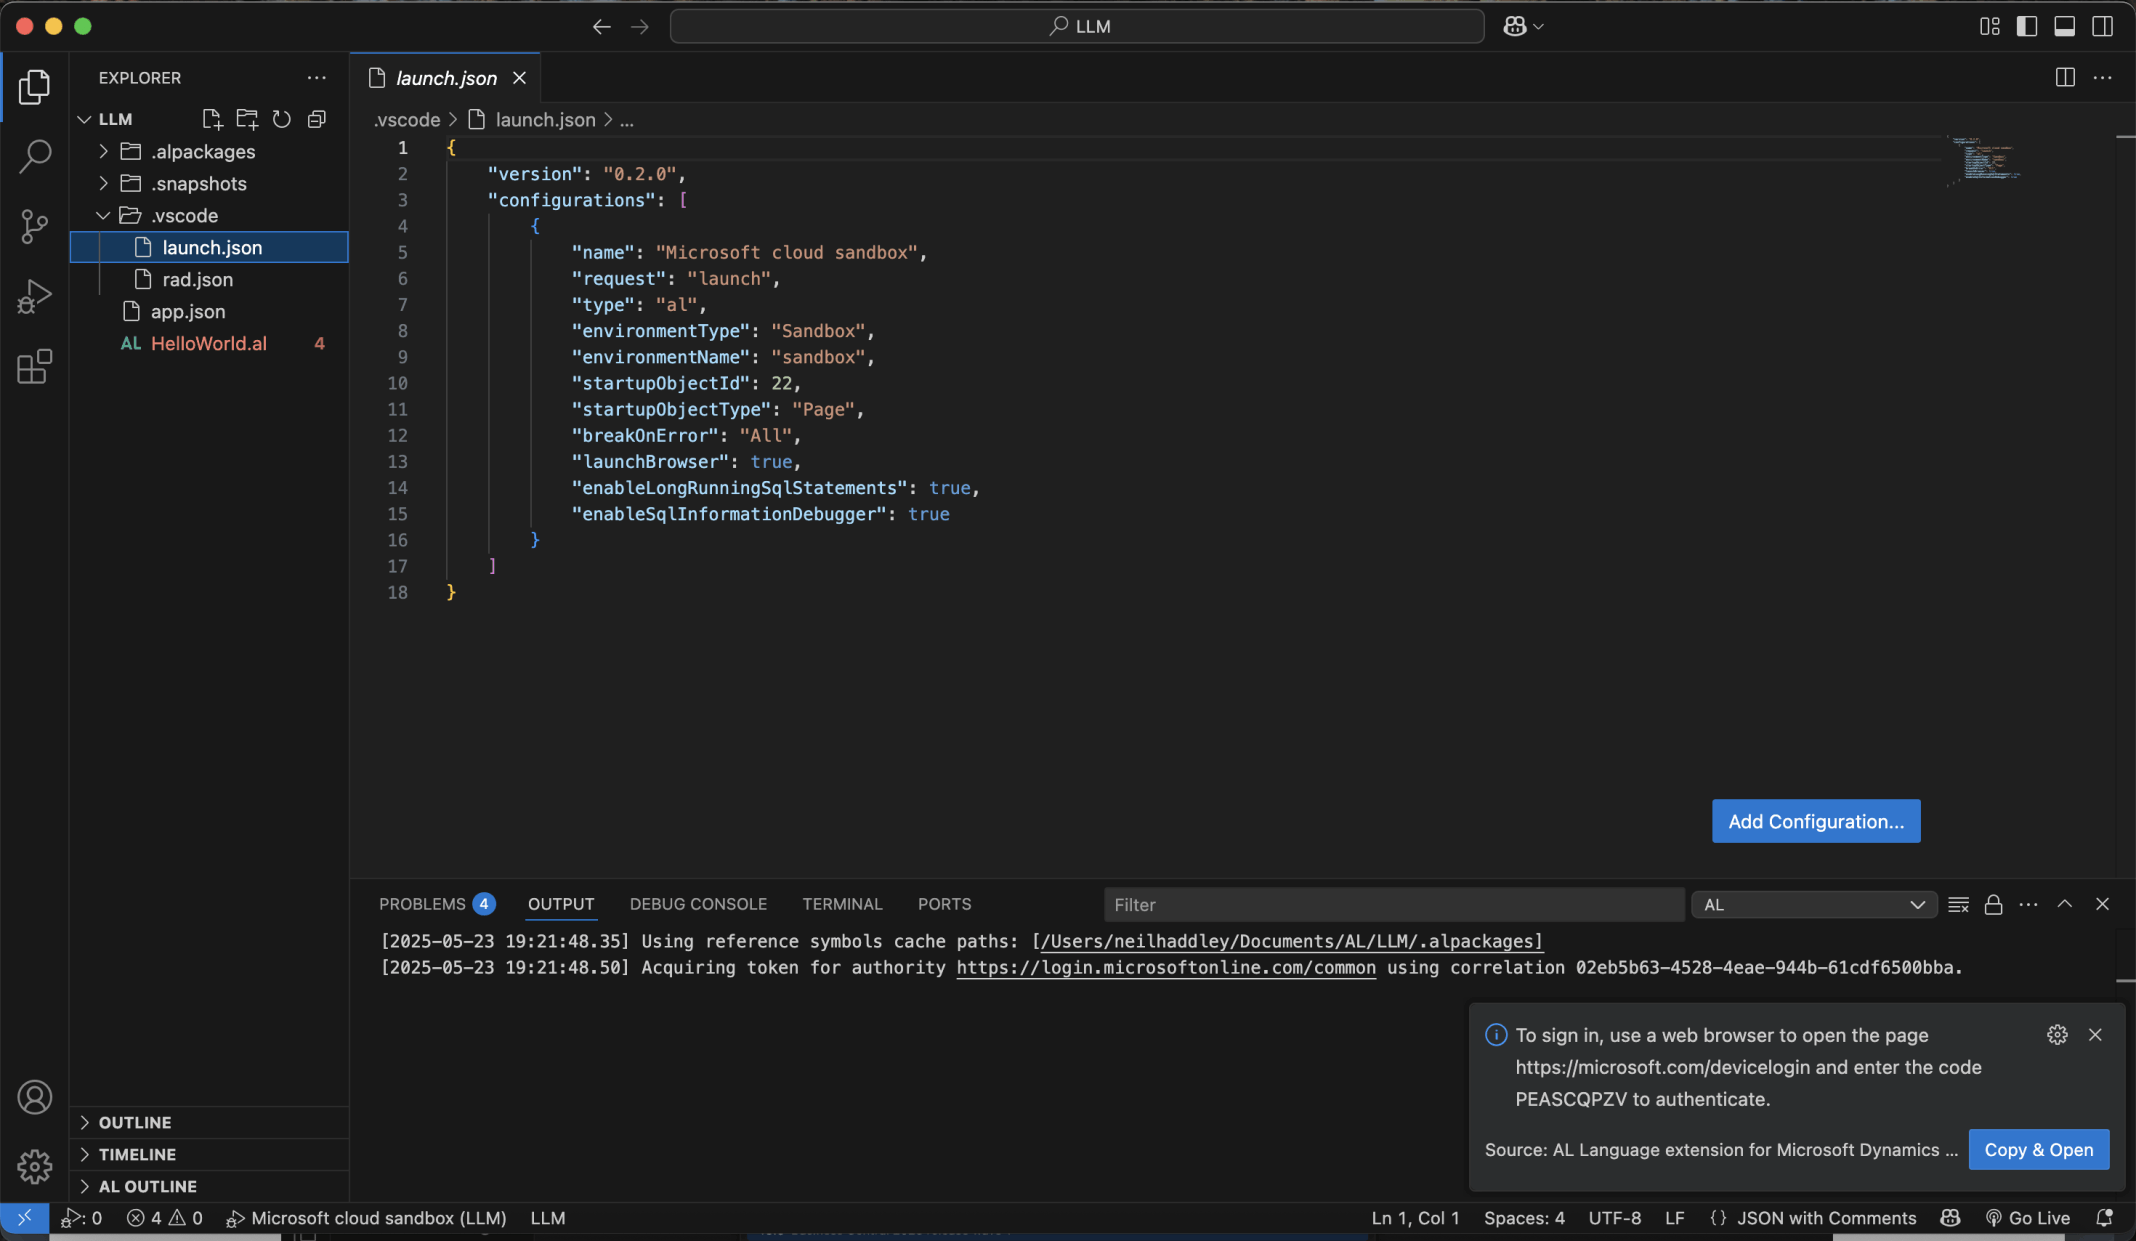 LLM
EXPLORER
LLM
.alpackages
.snapshots
.vscode
launch.json
rad.json
app.json
AL HelloWorld.al 4
OUTLINE
TIMELINE
AL OUTLINE
launch.json
.vscode > launch.json > ...
1 {
2 "version": "0.2.0",
3 "configurations": [
4 {
5 "name": "Microsoft cloud sandbox",
6 "request": "launch",
7 "type": "al",
8 "environmentType": "Sandbox",
9 "environmentName": "sandbox",
10 "startupObjectId": 22,
11 "startupObjectType": "Page",
12 "breakOnError": "All",
13 "launchBrowser": true,
14 "enableLongRunningSqlStatements": true,
15 "enableSqlInformationDebugger": true
16 }
17 ]
18 }
Add Configuration...
PROBLEMS 4 OUTPUT DEBUG CONSOLE TERMINAL PORTS Filter AL
[2025-05-23 19:21:48.35] Using reference symbols cache paths: [/Users/neilhaddley/Documents/AL/LLM/.alpackages]
[2025-05-23 19:21:48.50] Acquiring token for authority https://login.microsoftonline.com/common using correlation 02eb5b63-4528-4eae-944b-61cdf6500bba.
To sign in, use a web browser to open the page
https://microsoft.com/devicelogin and enter the code
PEASCQPZV to authenticate.
Source: AL Language extension for Microsoft Dynamics ... Copy & Open
: 0 4 0 Microsoft cloud sandbox (LLM) LLM Ln 1, Col 1 Spaces: 4 UTF-8 LF {} JSON with Comments Go Live